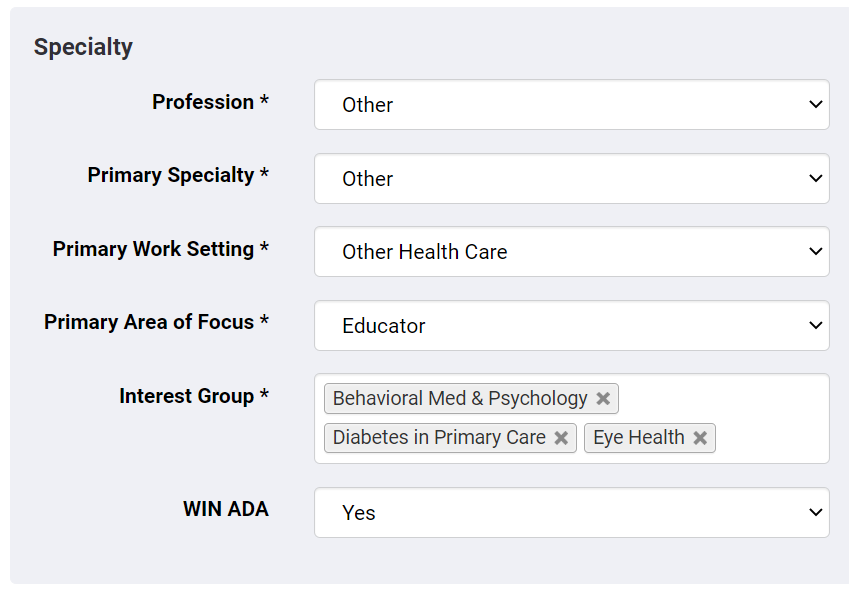 Specialty
Profession * Other
Primary Specialty * Other
Primary Work Setting * Other Health Care
Primary Area of Focus * Educator
Interest Group * Behavioral Med & Psychology
Diabetes in Primary Care Eye Health
WIN ADA Yes